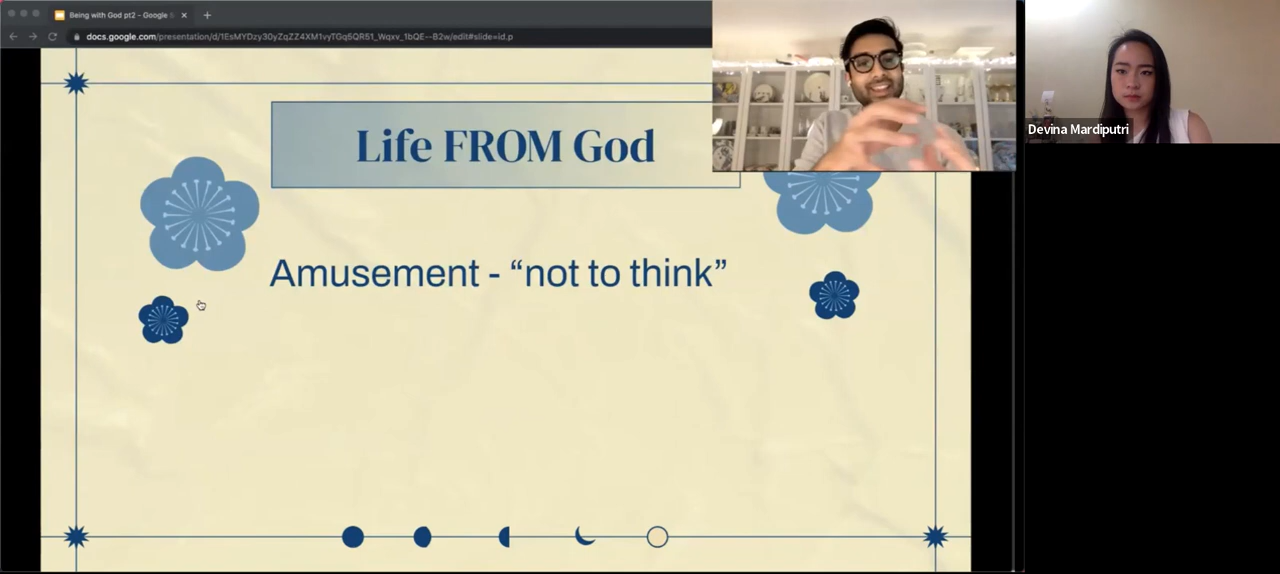 Being with God pt2 - Google S
docs.google.com/presentation/d/1EsMYDzy30yZqZZ4XM1vyTGq5QR51_Wqxv_1bQE--B2w/edit#slide=id.p
Life FROM God
Amusement - “not to think”
Devina Mardiputri